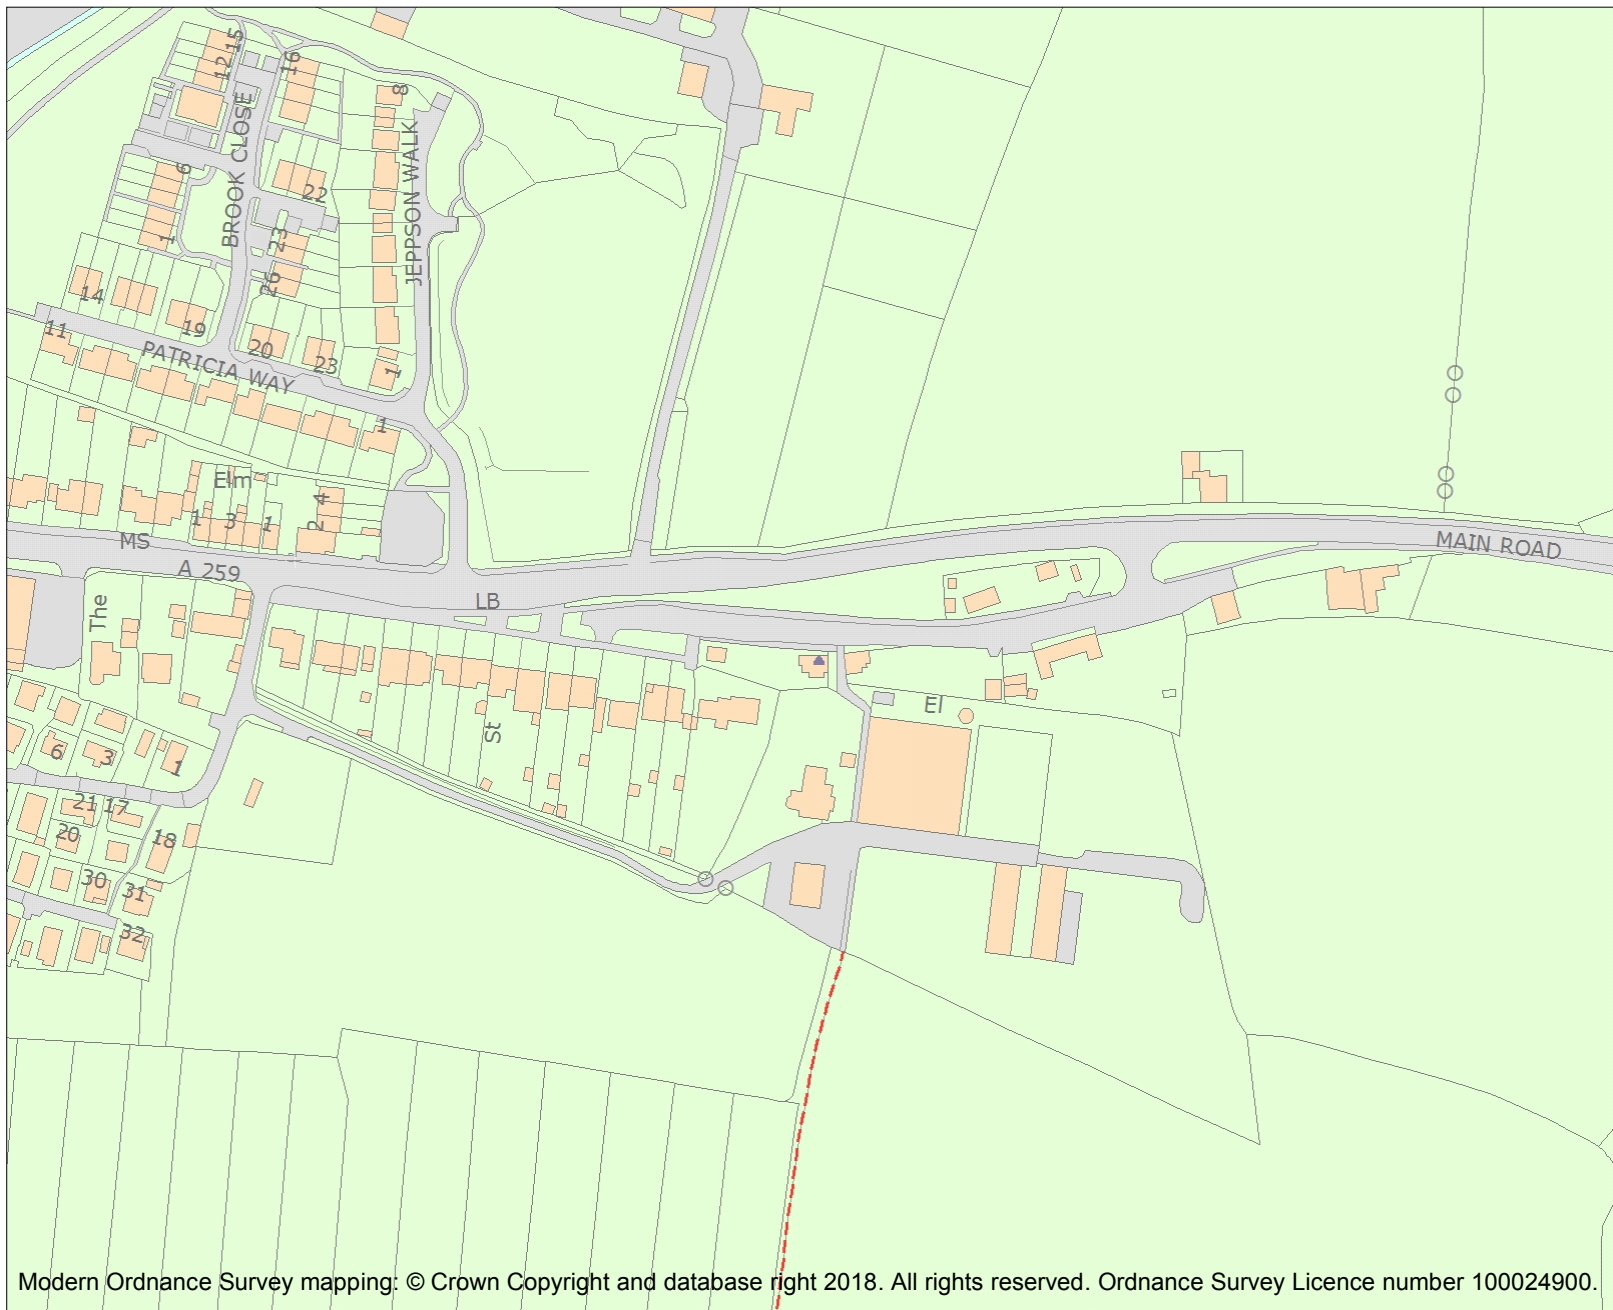 12 15
16
8
BROOK CLOSE
JEPPSON WALK
6
22
1
23
26
14
19
11
20
23
1
PATRICIA WAY
1
Elm
4
1
3
1
2
MS
MAIN ROAD
A 259
LB
The
El
St
6
3
1
21
17
20
18
30
31
32
Modern Ordnance Survey mapping: © Crown Copyright and database right 2018. All rights reserved. Ordnance Survey Licence number 100024900.